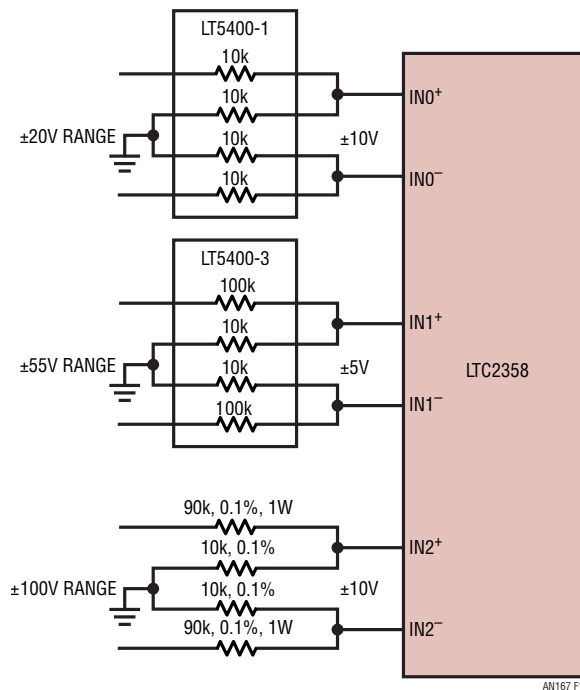 LT5400-1
10k
10k
10k
10k
±20V RANGE
±10V
IN0+
IN0–
LT5400-3
100k
10k
10k
100k
±55V RANGE
±5V
IN1+
IN1–
LTC2358
90k, 0.1%, 1W
10k, 0.1%
10k, 0.1%
90k, 0.1%, 1W
±100V RANGE
±10V
IN2+
IN2–